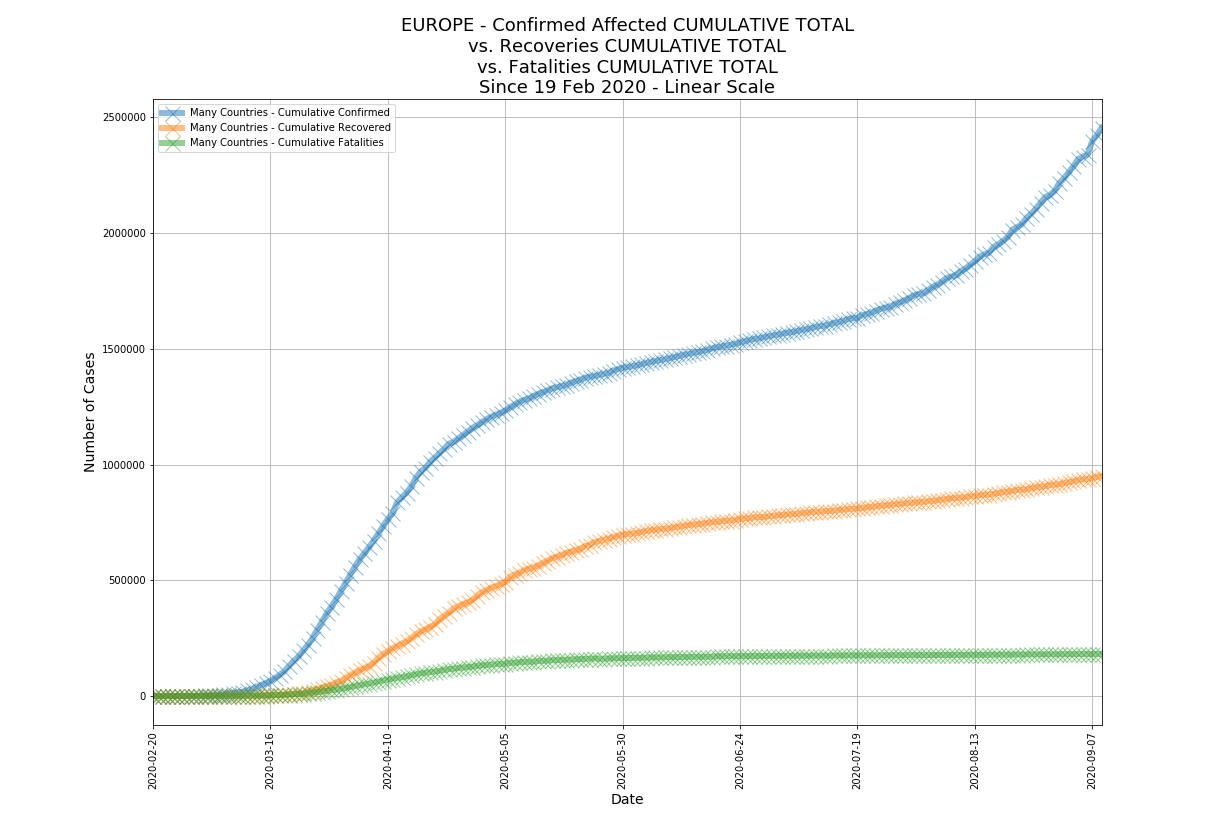 EUROPE - Confirmed Affected CUMULATIVE TOTAL
vs. Recoveries CUMULATIVE TOTAL
vs. Fatalities CUMULATIVE TOTAL
Since 19 Feb 2020 - Linear Scale
Many Countries - Cumulative Confirmed
Many Countries - Cumulative Recovered
Many Countries - Cumulative Fatalities
Number of Cases
2500000
2000000
1500000
1000000
500000
0
2020-02-20
2020-03-16
2020-04-10
2020-05-05
2020-05-30
2020-06-24
2020-07-19
2020-08-13
2020-09-07
Date